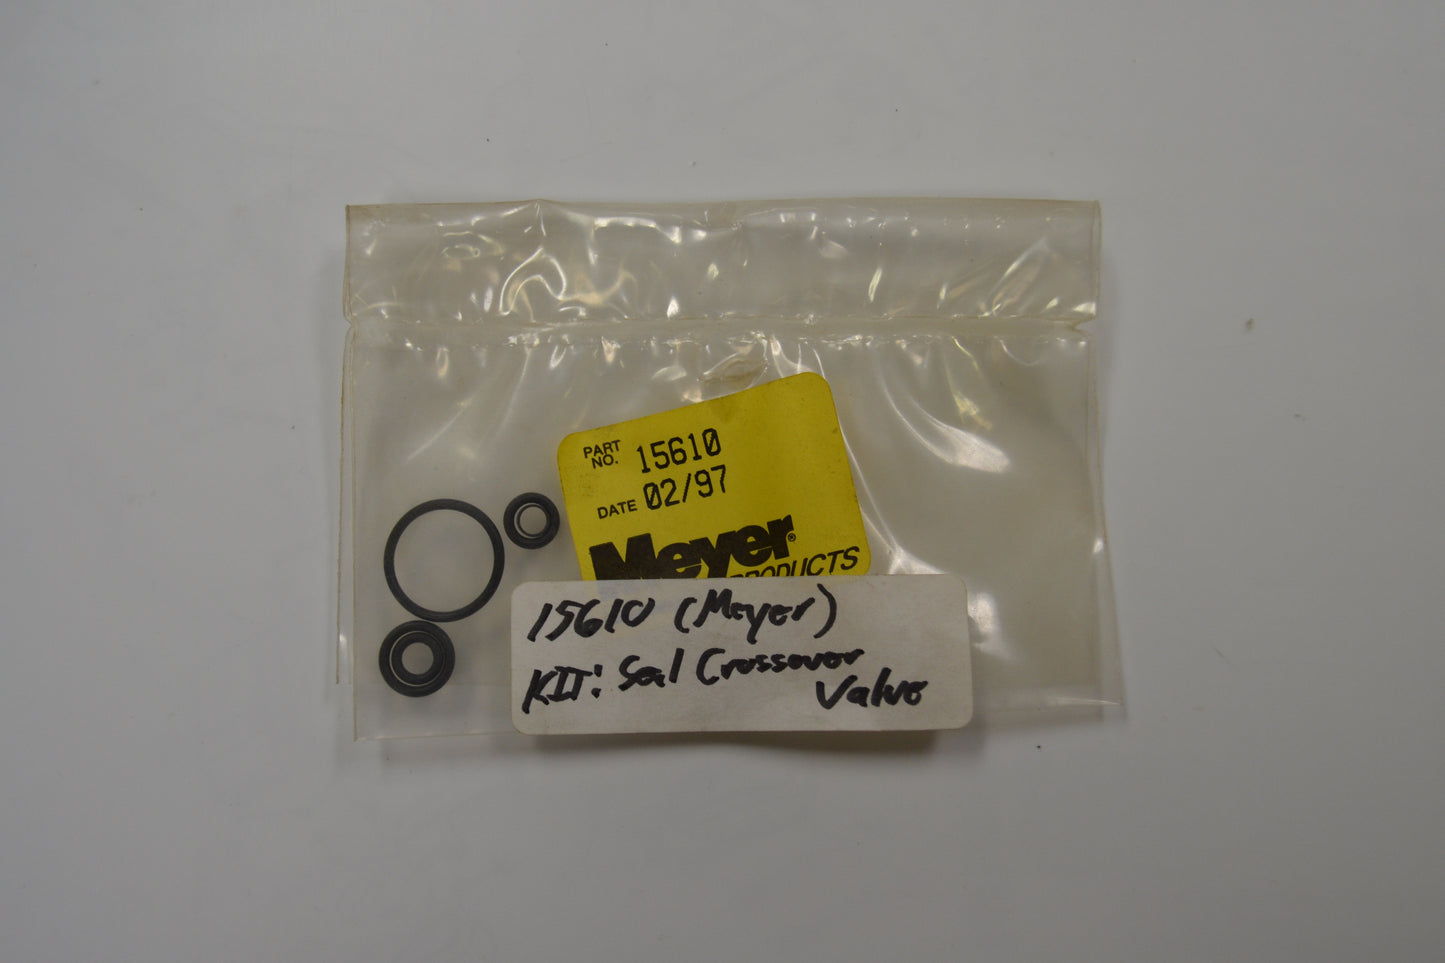 PART NO. 15610
DATE 02/97
Meyer®
PRODUCTS
15610 (Meyer)
KIT: Seal Crossover
Valve